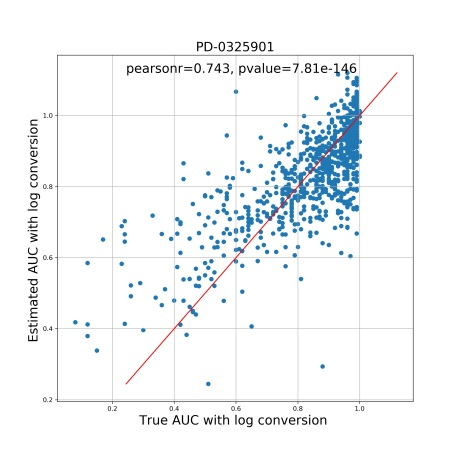 PD-0325901
pearsonr=0.743, pvalue=7.81e-146
Estimated AUC with log conversion
1.0
0.8
0.6
0.4
0.2
0.2 0.4 0.6 0.8 1.0
True AUC with log conversion